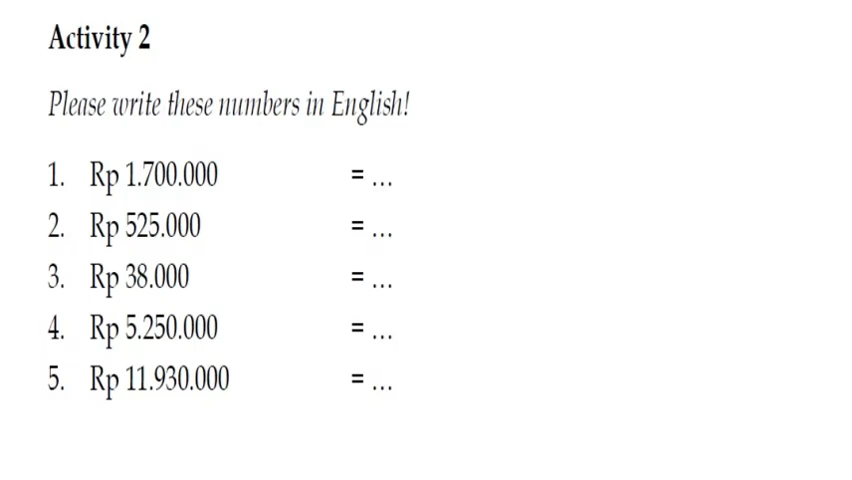 Activity 2
Please write these numbers in English!
1. Rp 1.700.000 = ...
2. Rp 525.000 = ...
3. Rp 38.000 = ...
4. Rp 5.250.000 = ...
5. Rp 11.930.000 = ...